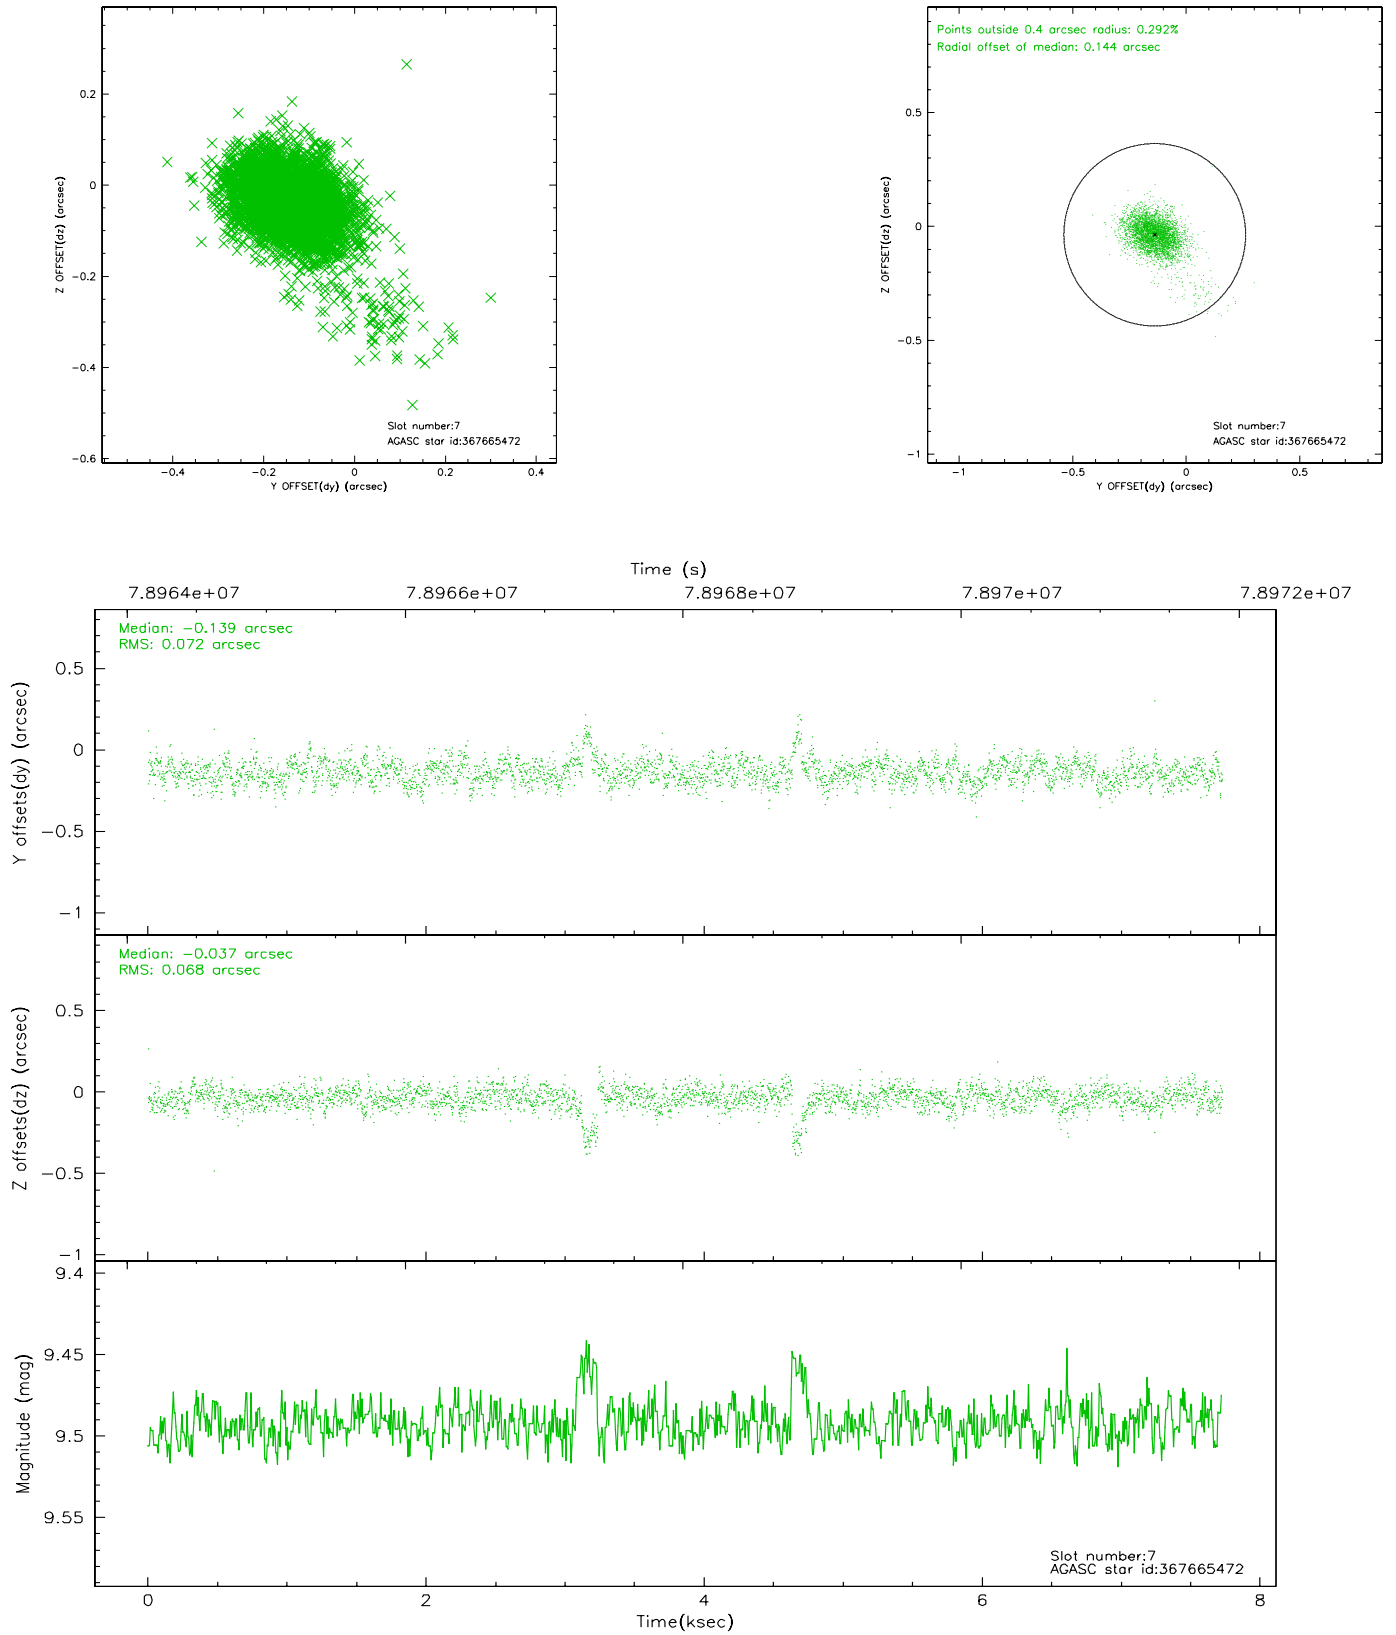 0.2
0
−0.2
−0.4
−0.6
Z OFFSET(dz) (arcsec)
−0.4
−0.2
0
0.2
0.4
Y OFFSET(dy) (arcsec)
Slot number:7
AGASC star id:367665472
Points outside 0.4 arcsec radius: 0.292%
Radial offset of median: 0.144 arcsec
0.5
0
−0.5
−1
Z OFFSET(dz) (arcsec)
−1
−0.5
0
0.5
Y OFFSET(dy) (arcsec)
Slot number:7
AGASC star id:367665472
Time (s)
7.8964e+07
7.8966e+07
7.8968e+07
7.897e+07
7.8972e+07
Median: −0.139 arcsec
RMS: 0.072 arcsec
0.5
0
−0.5
−1
Y offsets(dy) (arcsec)
Median: −0.037 arcsec
RMS: 0.068 arcsec
0.5
0
−0.5
−1
Z offsets(dz) (arcsec)
9.4
9.45
9.5
9.55
Magnitude (mag)
Slot number:7
AGASC star id:367665472
0
2
4
6
8
Time(ksec)